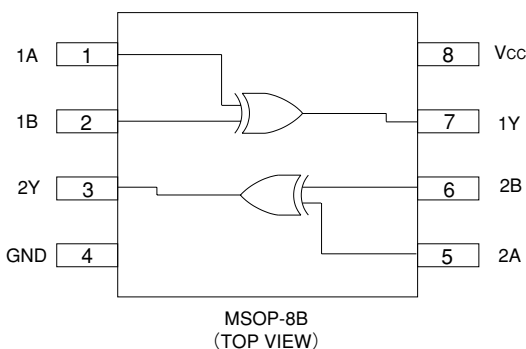 1A 1 8 VCC
1B 2 7 1Y
2Y 3 6 2B
GND 4 5 2A
MSOP-8B
(TOP VIEW)